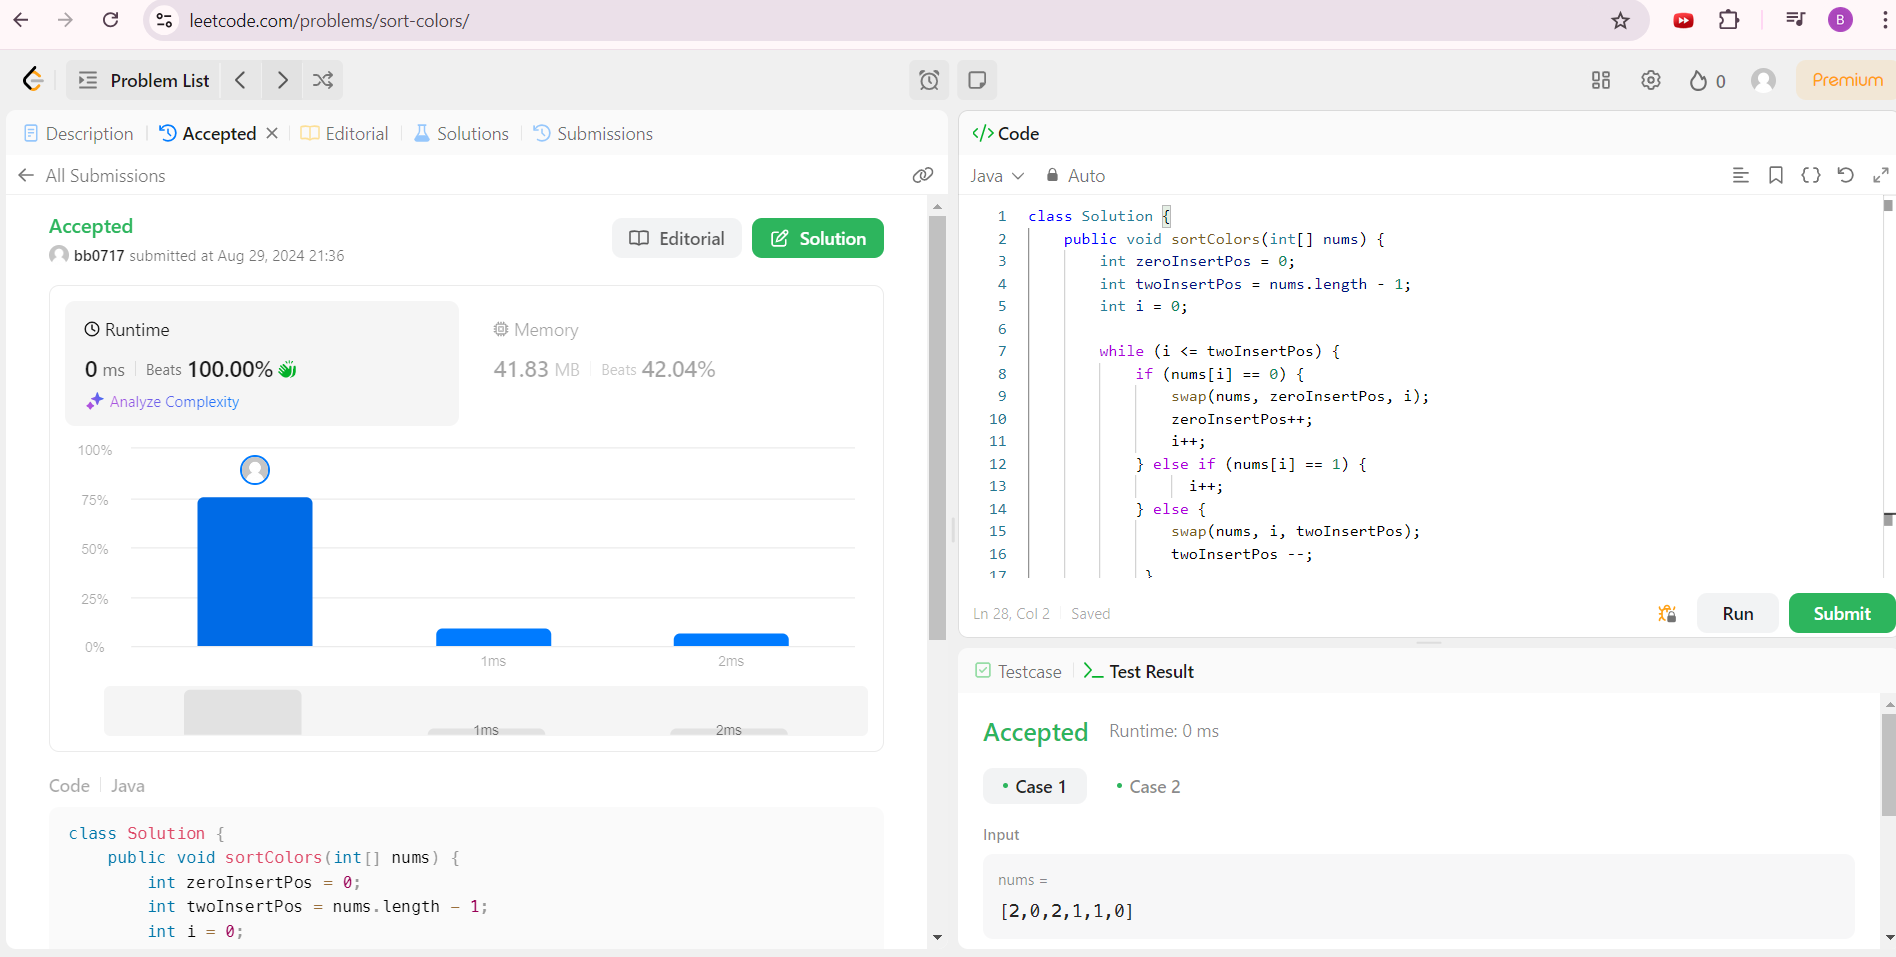 leetcode.com/problems/sort-colors/
B
Problem List
0
Premium
Description
Accepted
Editorial
Solutions
Submissions
All Submissions
Accepted
bb0717 submitted at Aug 29, 2024 21:36
Editorial
Solution
Runtime
0 ms
Beats 100.00%
Analyze Complexity
Memory
41.83 MB
Beats 42.04%
100%
75%
50%
25%
0%
1ms
2ms
1ms
2ms
Code
Java
class Solution {
public void sortColors(int[] nums) {
int zeroInsertPos = 0;
int twoInsertPos = nums.length - 1;
int i = 0;
</> Code
Java
Auto
1 class Solution {
2 public void sortColors(int[] nums) {
3 int zeroInsertPos = 0;
4 int twoInsertPos = nums.length - 1;
5 int i = 0;
6
7 while (i <= twoInsertPos) {
8 if (nums[i] == 0) {
9 swap(nums, zeroInsertPos, i);
10 zeroInsertPos++;
11 i++;
12 } else if (nums[i] == 1) {
13 i++;
14 } else {
15 swap(nums, i, twoInsertPos);
16 twoInsertPos --;
17 }
Ln 28, Col 2
Saved
Run
Submit
Testcase
Test Result
Accepted
Runtime: 0 ms
• Case 1
• Case 2
Input
nums =
[2,0,2,1,1,0]